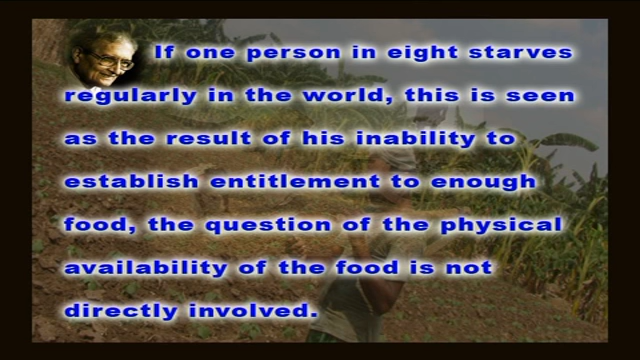 If one person in eight starves
regularly in the world, this is seen
as the result of his inability to
establish entitlement to enough
food, the question of the physical
availability of the food is not
directly involved.